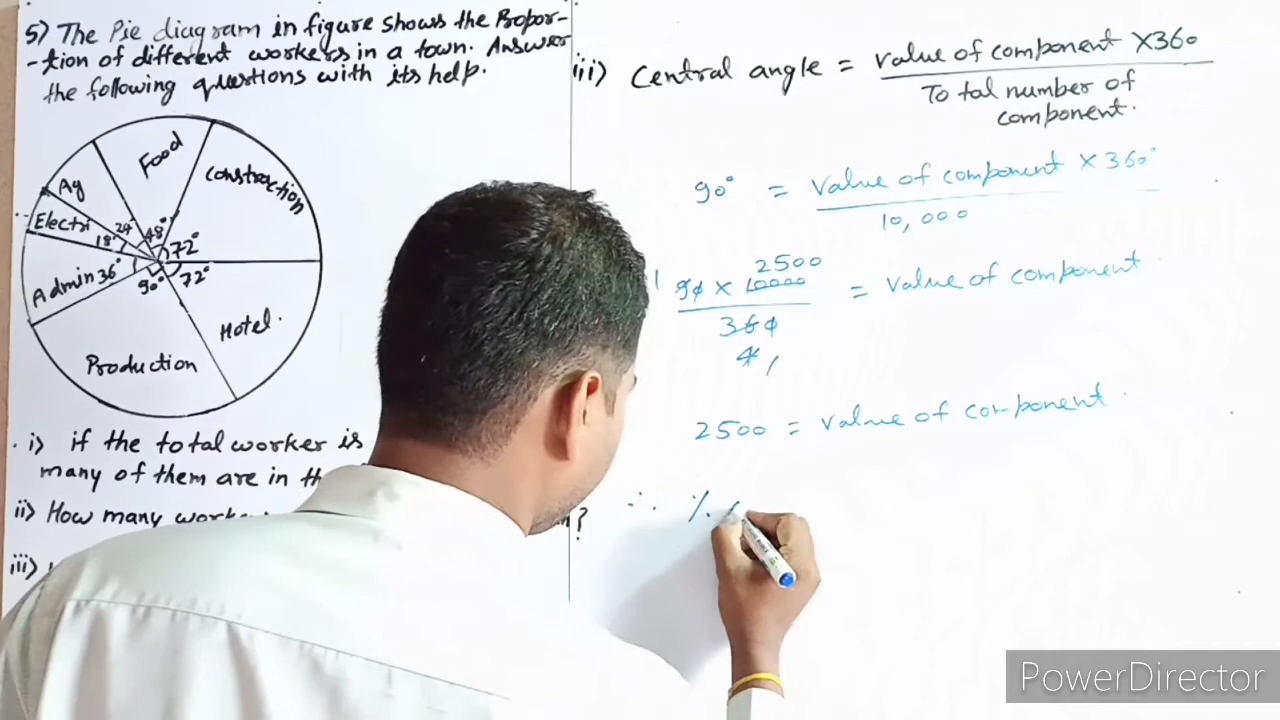 5) The Pie diagram in figure shows the Propor-
-tion of different workers in a town. Answer
the following questions with its help.
Food
Constraction
Ag
Electri
24°
48°
18°
72°
Admin 36°
90°
72°
Hotel.
Production
i) if the total worker is
many of them are in th
ii) How many work
?
iii)
iii) Central angle = value of component X360
Total number of
component.
90° = Value of component X 360°
10,000
1 2500
90 X 10000 = value of component
360
4 1
2500 = value of component
∴ %
PowerDirector